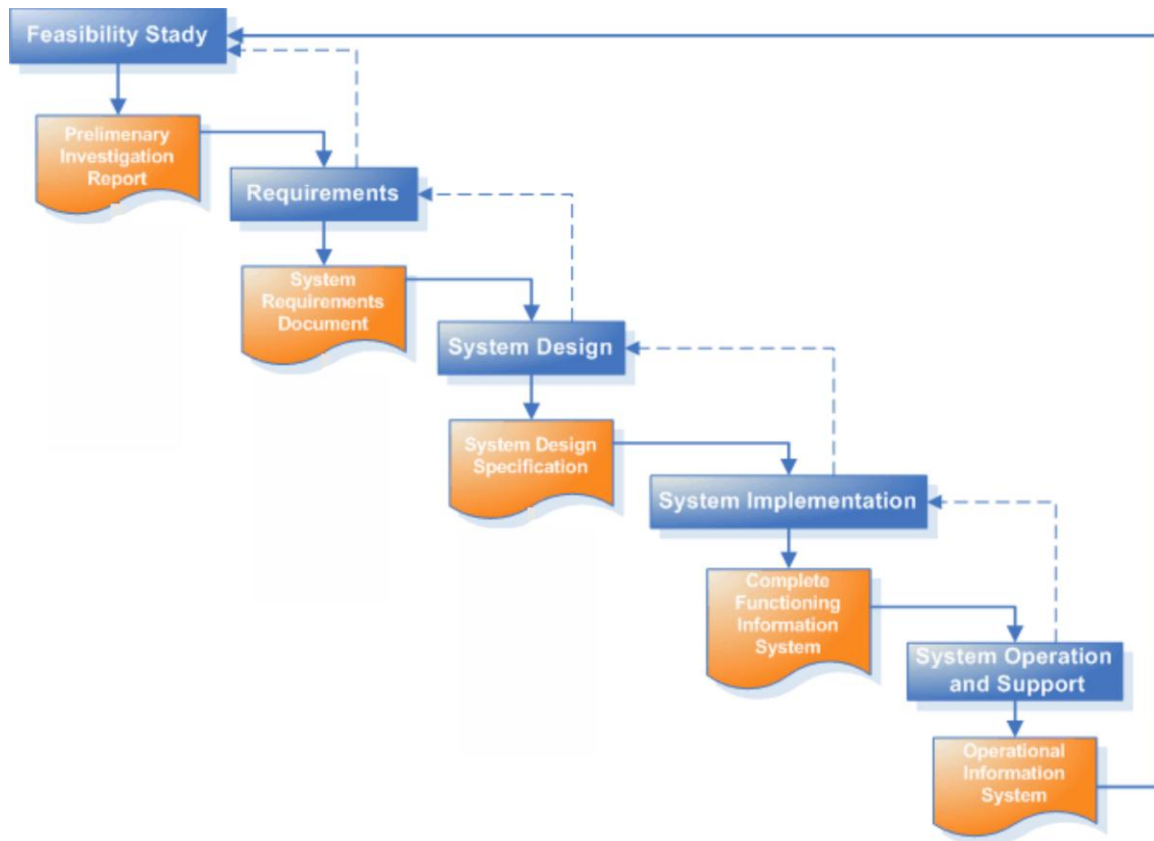 Feasibility Stady
Prelimenary
Investigation
Report
Requirements
System
Requirements
Document
System Design
System Design
Specification
System Implementation
Complete
Functioning
Information
System
System Operation
and Support
Operational
Information
System